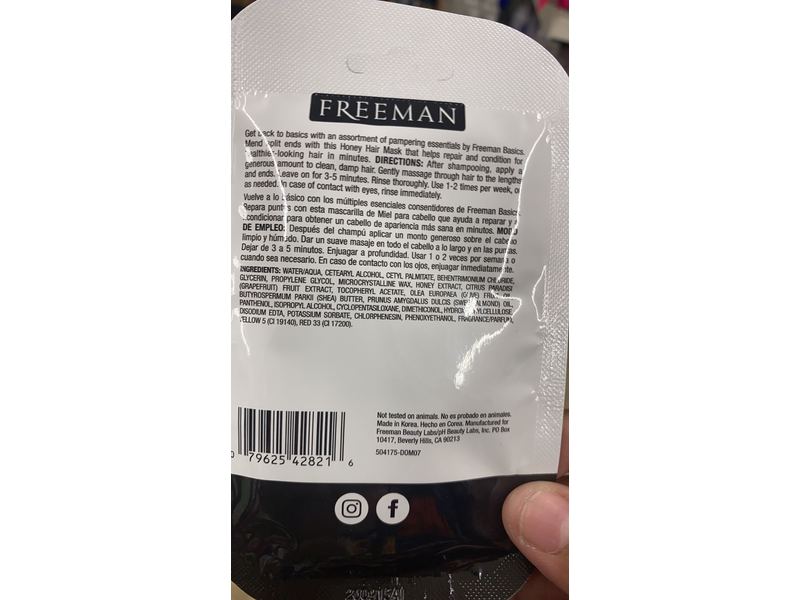 FREEMAN
Get back to basics with an assortment of pampering essentials by Freeman Basics.
Mend split ends with this Honey Hair Mask that helps repair and condition for
healthier-looking hair in minutes. DIRECTIONS: After shampooing, apply a
generous amount to clean, damp hair. Gently massage through hair to the lengths
and ends. Leave on for 3-5 minutes. Rinse thoroughly. Use 1-2 times per week, or
as needed. In case of contact with eyes, rinse immediately.
Vuelve a lo básico con los múltiples esenciales consentidores de Freeman Basics.
Repara puntas con esta mascarilla de Miel para cabello que ayuda a reparar y
acondicionar para obtener un cabello de apariencia más sana en minutos. MODO
DE EMPLEO: Después del champú aplicar un monto generoso sobre el cabello
limpio y húmedo. Dar un suave masaje en todo el cabello a lo largo y en las puntas.
Dejar de 3 a 5 minutos. Enjuagar a profundidad. Usar 1 o 2 veces por semana o
cuando sea necesario. En caso de contacto con los ojos, enjuagar immediatamente.
INGREDIENTS: WATER/AQUA, CETEARYL ALCOHOL, CETYL PALMITATE, BEHENTRIMONIUM CHLORIDE,
GLYCERIN, PROPYLENE GLYCOL, MICROCRYSTALLINE WAX, HONEY EXTRACT, CITRUS PARADISI
(GRAPEFRUIT) FRUIT EXTRACT, TOCOPHERYL ACETATE, OLEA EUROPAEA (OLIVE) FRUIT OIL,
BUTYROSPERMUM PARKII (SHEA) BUTTER, PRUNUS AMYGDALUS DULCIS (SWEET ALMOND) OIL,
PANTHENOL, ISOPROPYL ALCOHOL, CYCLOPENTASILOXANE, DIMETHICONOL, HYDROXYETHYLCELLULOSE,
DISODIUM EDTA, POTASSIUM SORBATE, CHLORPHENESIN, PHENOXYETHANOL, FRAGRANCE/PARFUM,
YELLOW 5 (CI 19140), RED 33 (CI 17200).
Not tested on animals. No es probado en animales.
Made in Korea. Hecho en Corea. Manufactured for
Freeman Beauty Labs/pH Beauty Labs, Inc. PO Box
10417, Beverly Hills, CA 90213
504175-DOM07
0 79625 42821 6